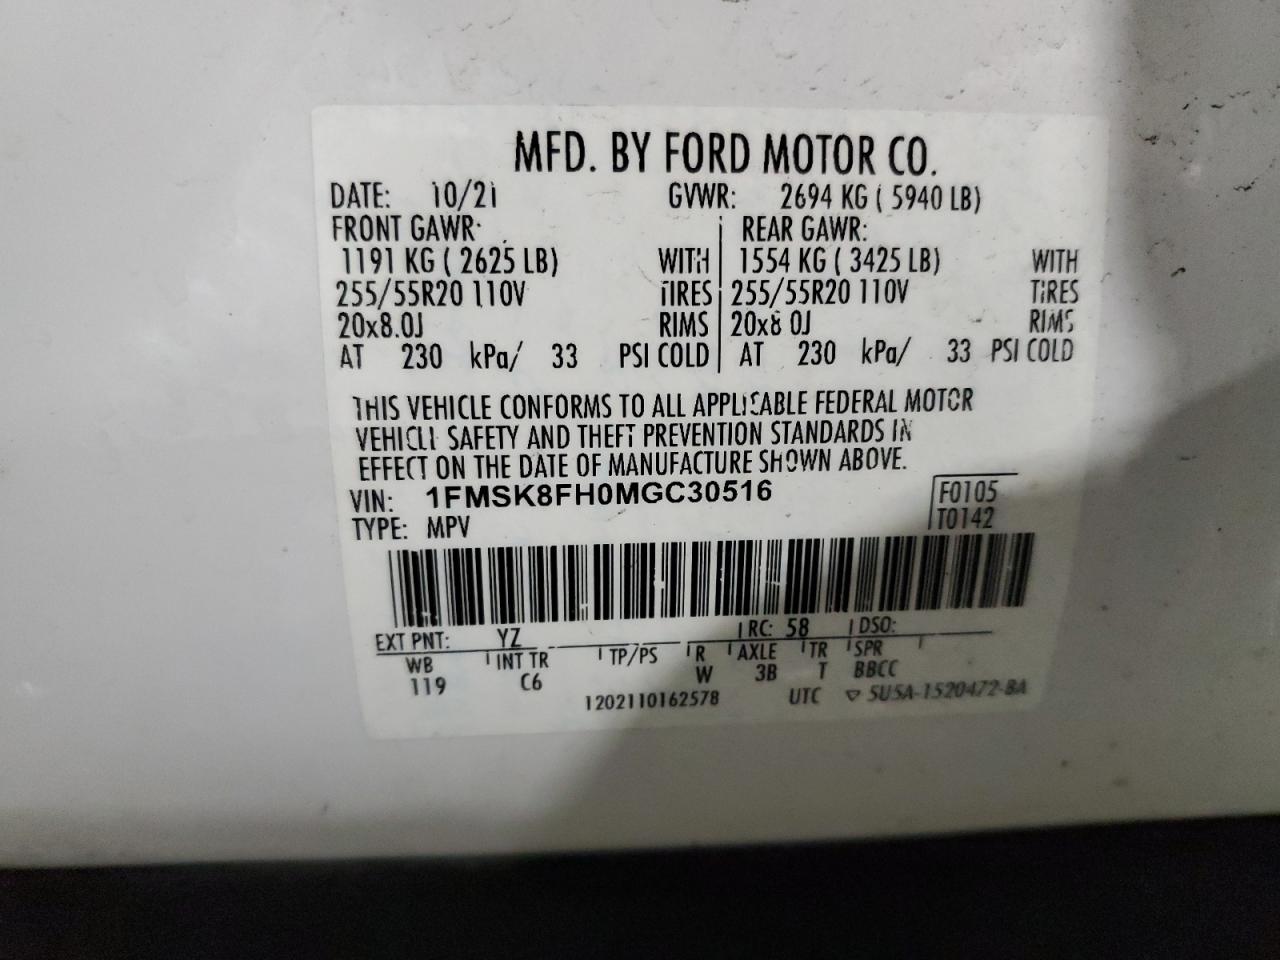 MFD. BY FORD MOTOR CO.
DATE: 10/21 GVWR: 2694 KG ( 5940 LB)
FRONT GAWR: REAR GAWR:
1191 KG ( 2625 LB) WITH 1554 KG ( 3425 LB) WITH
255/55R20 110V TIRES 255/55R20 110V TIRES
20x8.0J RIMS 20x8.0J RIMS
AT 230 kPa/ 33 PSI COLD AT 230 kPa/ 33 PSI COLD
THIS VEHICLE CONFORMS TO ALL APPLICABLE FEDERAL MOTOR
VEHICLE SAFETY AND THEFT PREVENTION STANDARDS IN
EFFECT ON THE DATE OF MANUFACTURE SHOWN ABOVE.
VIN: 1FMSK8FH0MGC30516 F0105
TYPE: MPV T0142
EXT PNT: YZ RC: 58 DSO:
WB INT TR TP/PS R AXLE TR SPR
119 C6 W 3B T BBCC
1202110162578 UTC ▽ 5U5A-1520472-BA